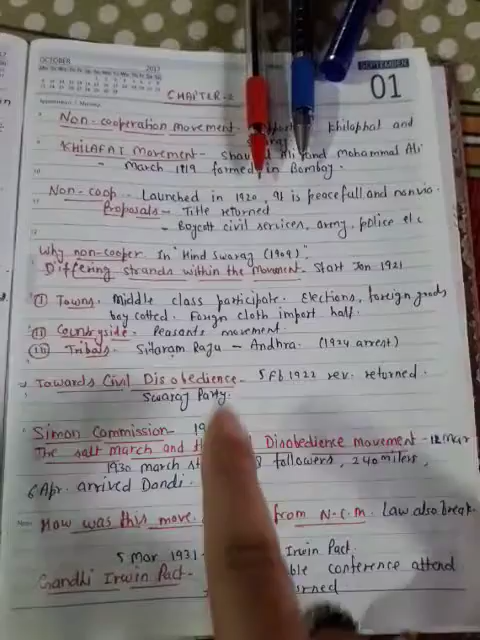 OCTOBER 2017 SEPTEMBER
01
Appointment / Meeting
CHAPTER-2
Non-cooperation movement - Khilaphat and
KHILAFAT Movement - Ali and Mohammal Ali
- March 1919 formed in Bombay.
Non-coop - Launched in 1920, It is peacefull and nonvio.
Proposals - Title returned
- Boycott civil services, army, police etc
Why non-cooper. In "Hind Swaraj (1909)"
Differing strands within the Movement - Start Jan 1921
(i) Towns. Middle class participate. Elections, foreign goods
boycotted. Foreign cloth import half.
(ii) Countryside - Peasants movement.
(iii) Tribals - Sitaram Raju - Andhra. (1924 arrest)
Towards Civil Disobedience - 5 Fb 1922 rev. returned.
Swaraj Party.
Simon Commission - 19
The salt march and Disobedience movement - 12 Mar
1930 march followers, 240 milers,
6 Apr. arrived Dandi.
How was this move. from N-C.M. Law also break.
5 Mar 1931 - Irwin Pact.
Gandhi Irwin Pact - conference attend